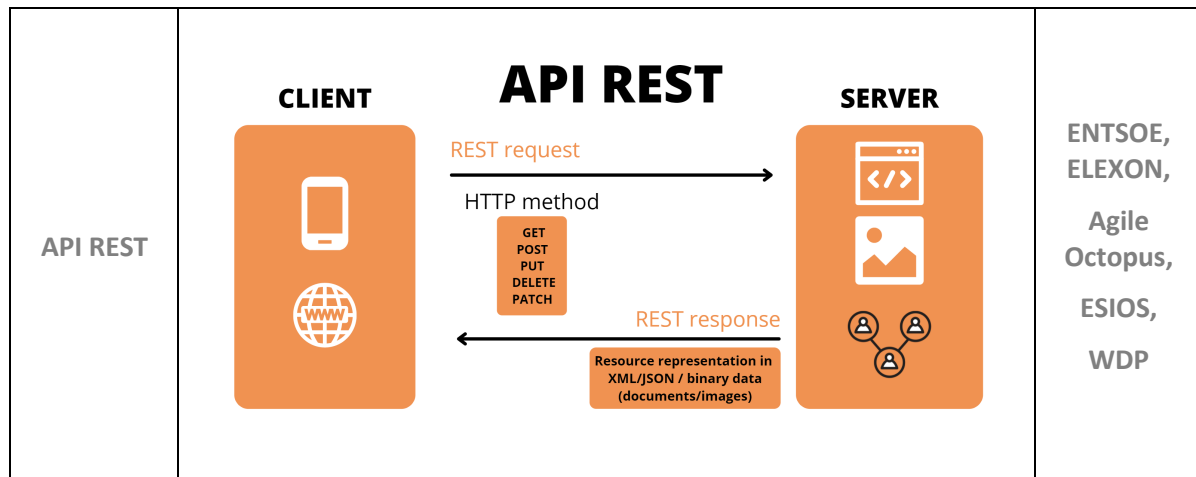 API REST
API REST
CLIENT
SERVER
REST request
HTTP method
GET
POST
PUT
DELETE
PATCH
WWW
</>
REST response
Resource representation in
XML/JSON / binary data
(documents/images)
ENTSOE,
ELEXON,
Agile
Octopus,
ESIOS,
WDP